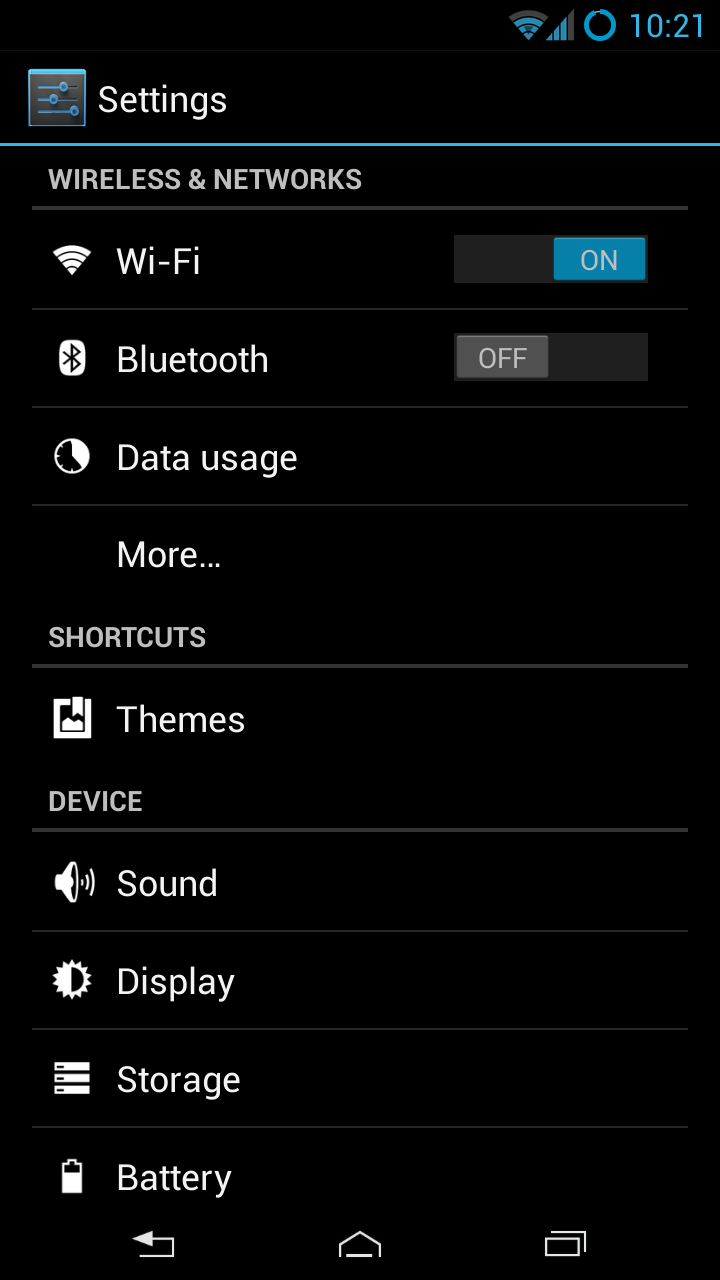 10:21
Settings
WIRELESS & NETWORKS
Wi-Fi ON
Bluetooth OFF
Data usage
More...
SHORTCUTS
Themes
DEVICE
Sound
Display
Storage
Battery